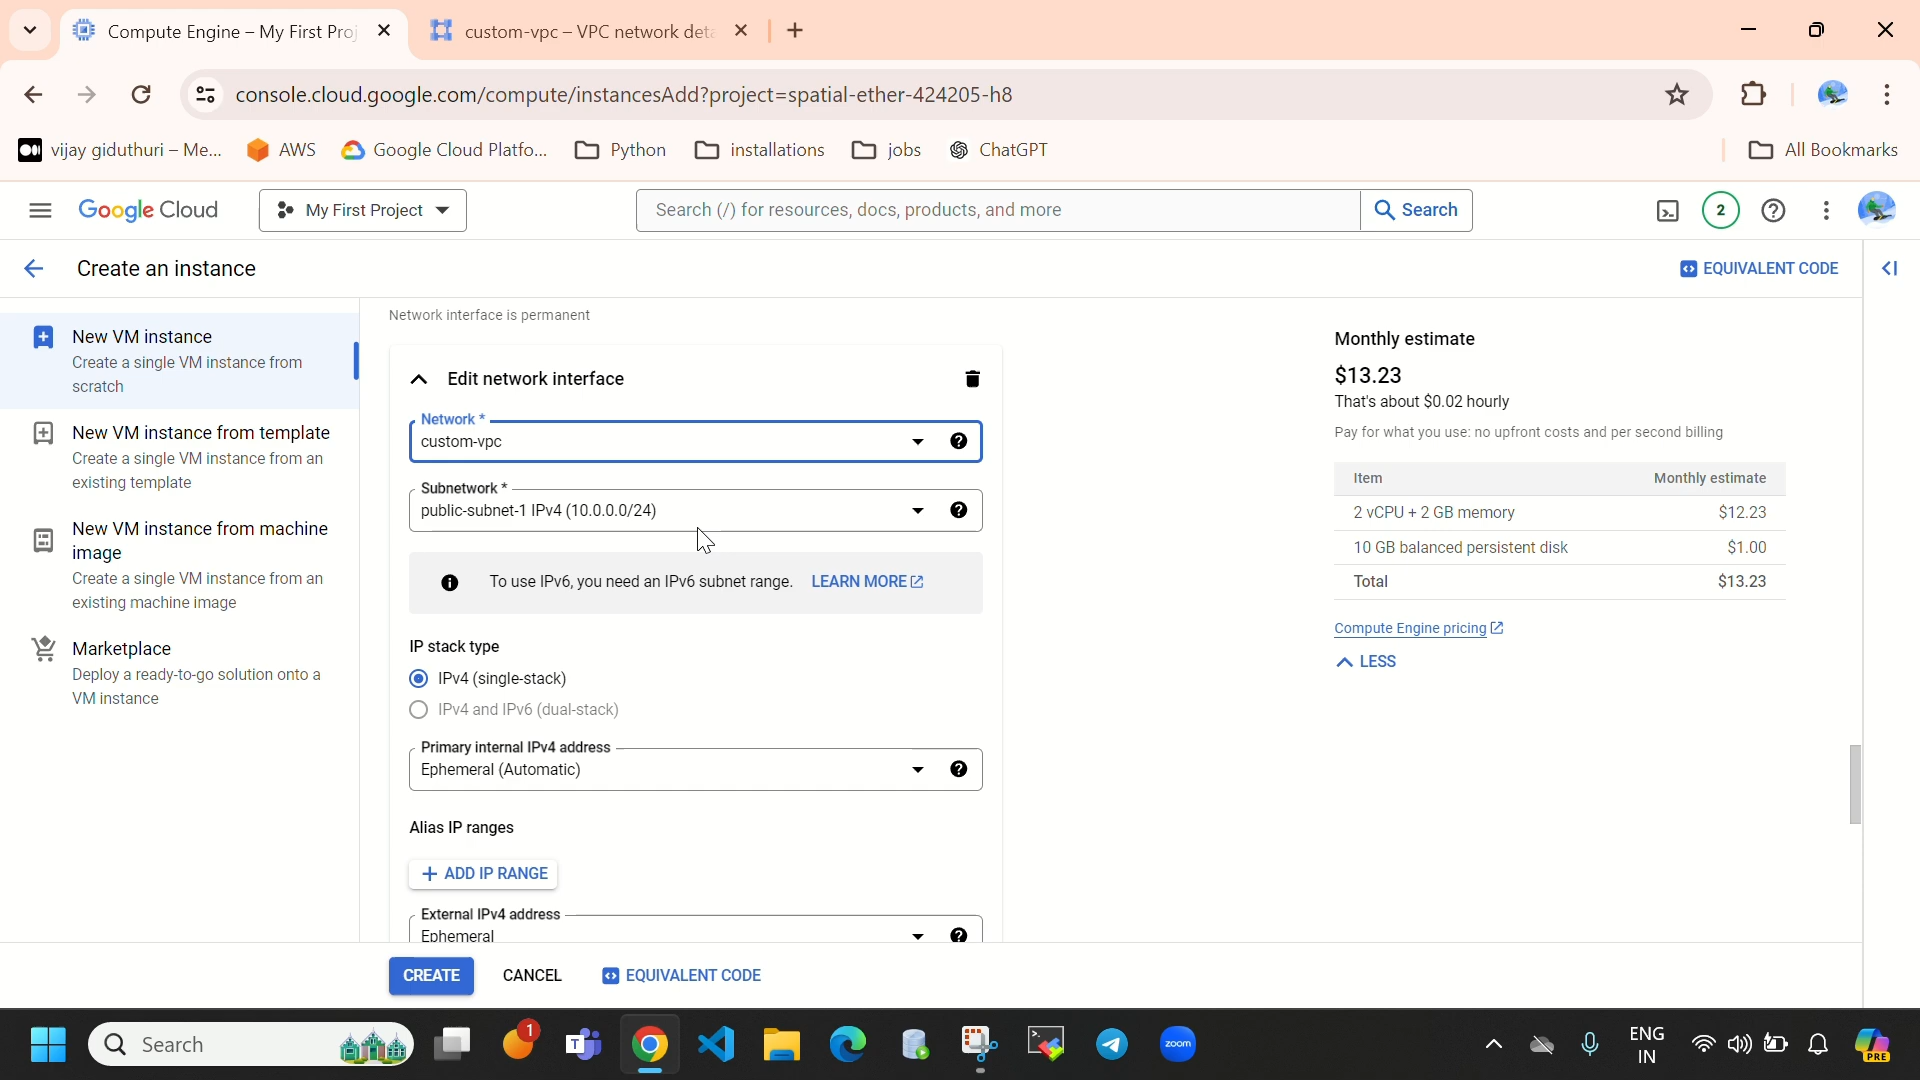 Compute Engine – My First Proj
custom-vpc – VPC network deta
console.cloud.google.com/compute/instancesAdd?project=spatial-ether-424205-h8
vijay giduthuri – Me...
AWS
Google Cloud Platfo...
Python
installations
jobs
ChatGPT
All Bookmarks
Google Cloud
My First Project
Search (/) for resources, docs, products, and more
Search
2
Create an instance
EQUIVALENT CODE
New VM instance
Create a single VM instance from
scratch
New VM instance from template
Create a single VM instance from an
existing template
New VM instance from machine
image
Create a single VM instance from an
existing machine image
Marketplace
Deploy a ready-to-go solution onto a
VM instance
Network interface is permanent
Edit network interface
Network *
custom-vpc
Subnetwork *
public-subnet-1 IPv4 (10.0.0.0/24)
To use IPv6, you need an IPv6 subnet range. LEARN MORE
IP stack type
IPv4 (single-stack)
IPv4 and IPv6 (dual-stack)
Primary internal IPv4 address
Ephemeral (Automatic)
Alias IP ranges
+ ADD IP RANGE
External IPv4 address
Ephemeral
Monthly estimate
$13.23
That's about $0.02 hourly
Pay for what you use: no upfront costs and per second billing
Item Monthly estimate
2 vCPU + 2 GB memory $12.23
10 GB balanced persistent disk $1.00
Total $13.23
Compute Engine pricing
LESS
CREATE
CANCEL
EQUIVALENT CODE
Search
1
zoom
ENG
IN
PRE